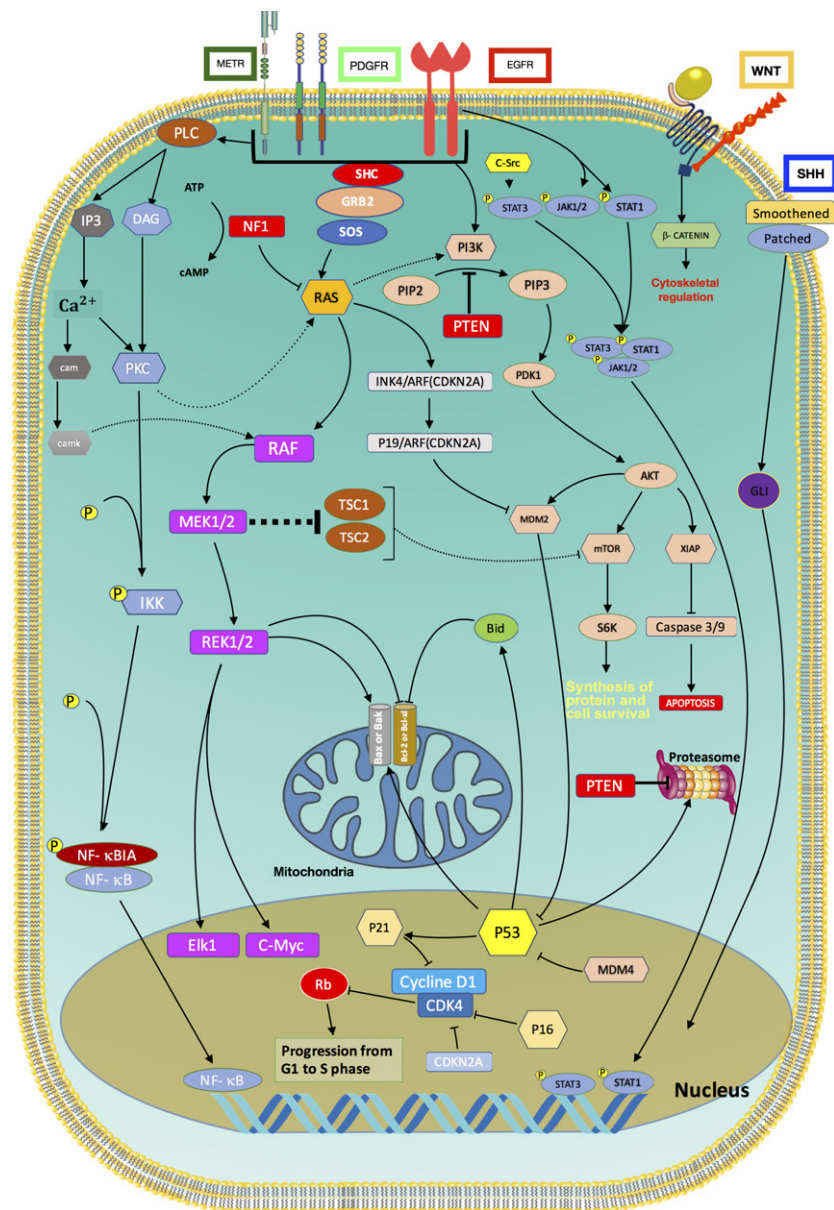 METR
PDGFR
EGFR
WNT
SHH
PLC
SHC
C-Src
GRB2
SOS
ATP
cAMP
NF1
IP3
DAG
P
STAT3
P
JAK1/2
P
STAT1
Smoothened
Patched
β- CATENIN
Cytoskeletal
regulation
PI3K
RAS
PIP2
PIP3
PTEN
Ca2+
cam
PKC
camk
INK4/ARF(CDKN2A)
PDK1
P
STAT3
P
STAT1
P
JAK1/2
RAF
P19/ARF(CDKN2A)
AKT
GLI
MEK1/2
TSC1
TSC2
MDM2
mTOR
XIAP
P
P
IKK
REK1/2
Bid
S6K
Caspase 3/9
Synthesis of
protein and
cell survival
APOPTOSIS
P
Bax or Bak
Bcl-2 or Bcl-xl
Proteasome
PTEN
Mitochondria
P
NF- κBIA
NF- κB
Elk1
C-Myc
P21
P53
MDM4
Rb
Cycline D1
CDK4
P16
CDKN2A
Progression from
G1 to S phase
NF- κB
P
STAT3
P
STAT1
Nucleus